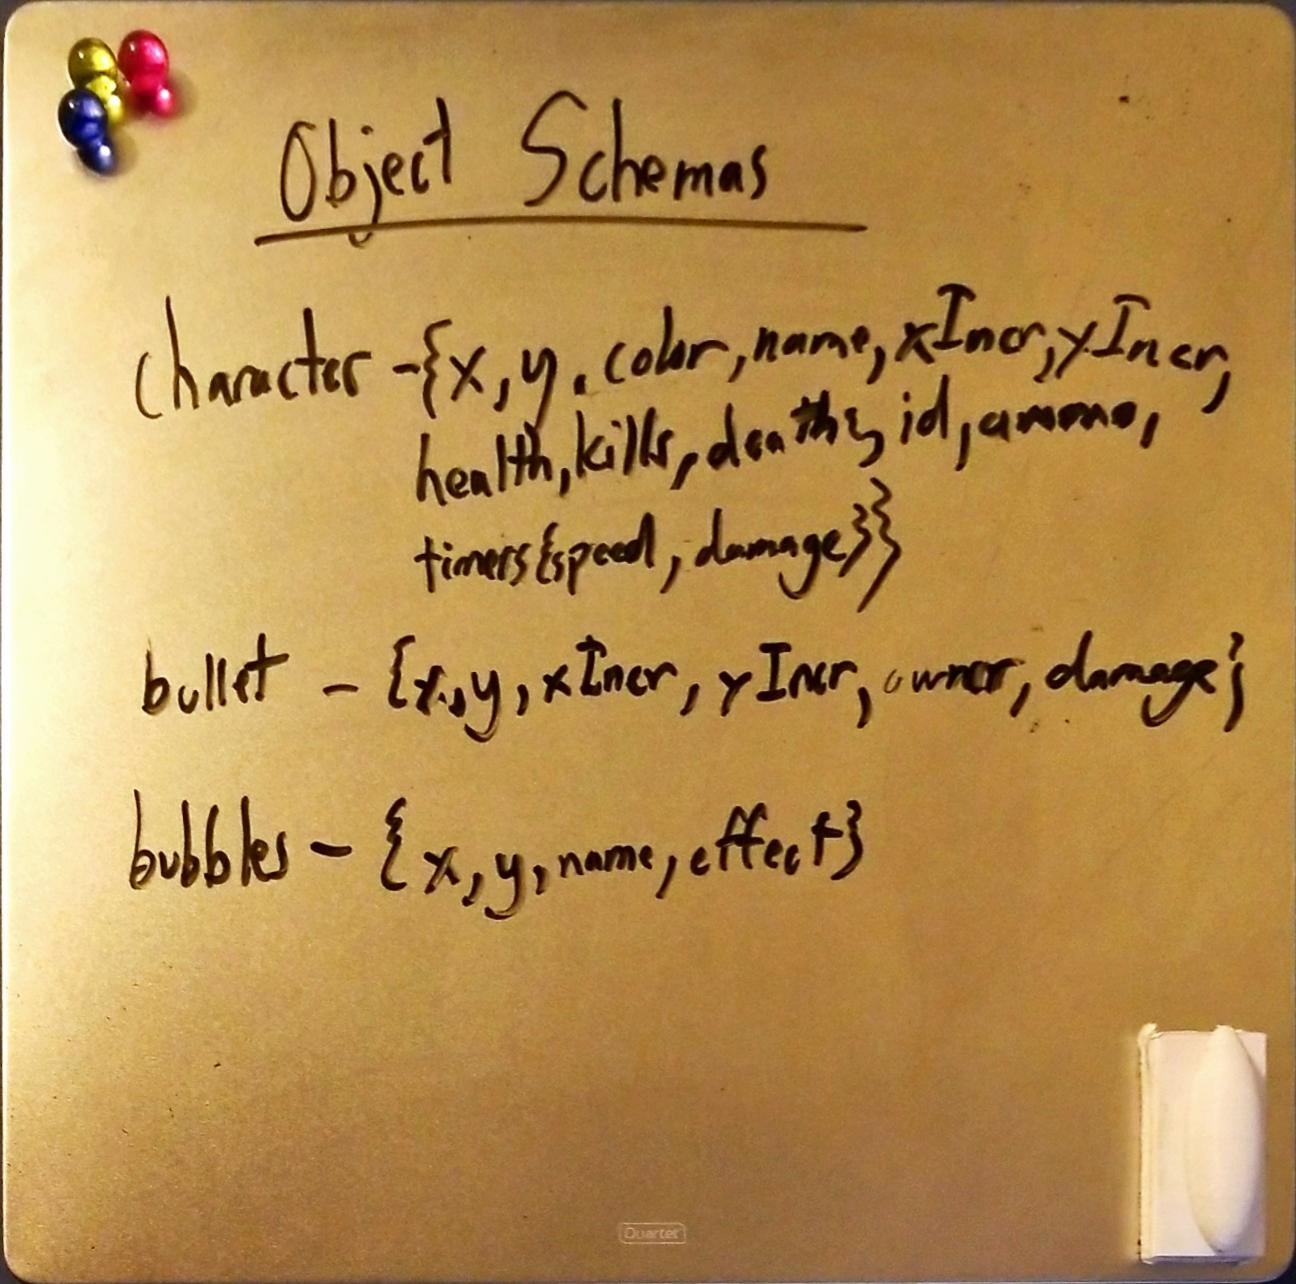 Object Schemas
character -{x, y, color, name, xIncr, yIncr,
health, kills, deaths, id, ammo,
timers{speed, damage}}
bullet - {x, y, xIncr, yIncr, owner, damage}
bubbles - {x, y, name, effect}
Quartet